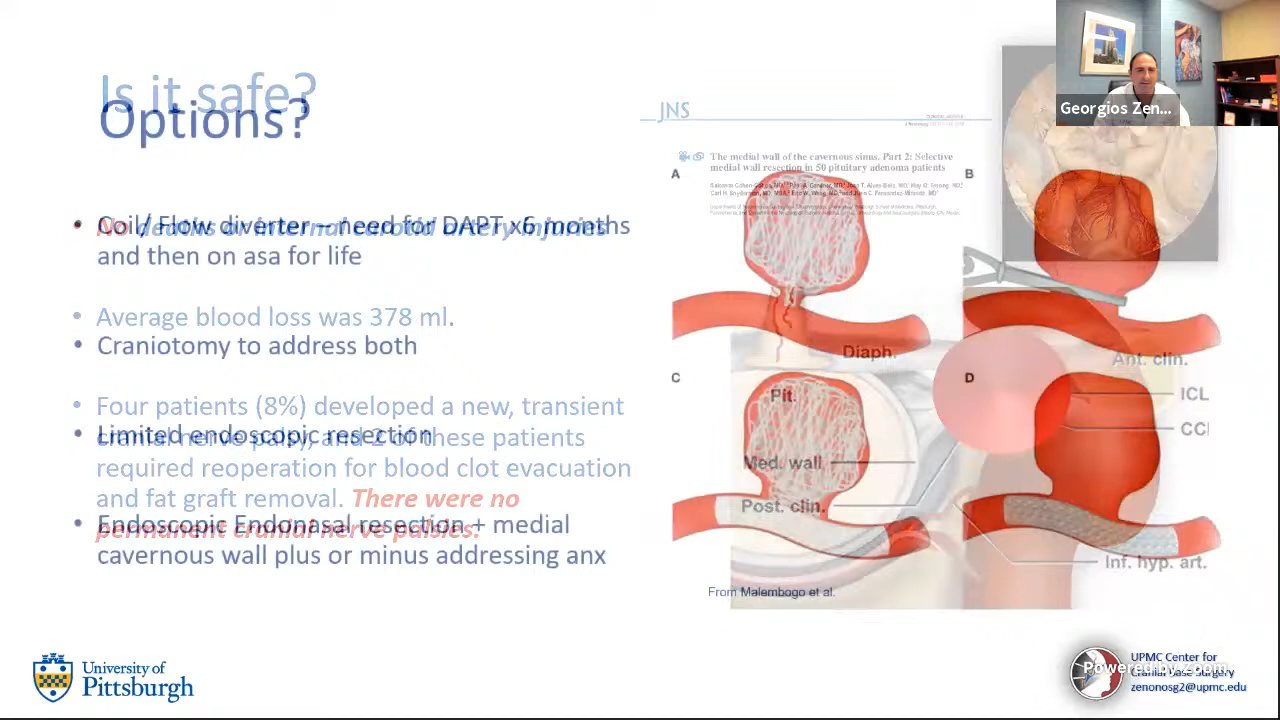 Is it safe?
Options?
No deaths or internal carotid artery injuries
• Coil/ Flow diverter – need for DAPT x6 months
and then on asa for life
• Average blood loss was 378 ml.
• Craniotomy to address both
• Four patients (8%) developed a new, transient
cranial nerve palsy, and 2 of these patients
required reoperation for blood clot evacuation
and fat graft removal. There were no
permanent cranial nerve palsies.
• Limited endoscopic resection
• Endoscopic Endonasal resection + medial
cavernous wall plus or minus addressing anx
JNS
The medial wall of the cavernous sinus. Part 2: Selective
medial wall resection in 50 pituitary adenoma patients
A
B
C
D
Diaph.
Ant. clin.
Pit.
ICL
Med. wall
Post. clin.
Inf. hyp. art.
From Malembogo et al.
Georgios Zen...
University of
Pittsburgh
UPMC Center for
Cranial Base Surgery
zenonosg2@upmc.edu
Powered by Zoom